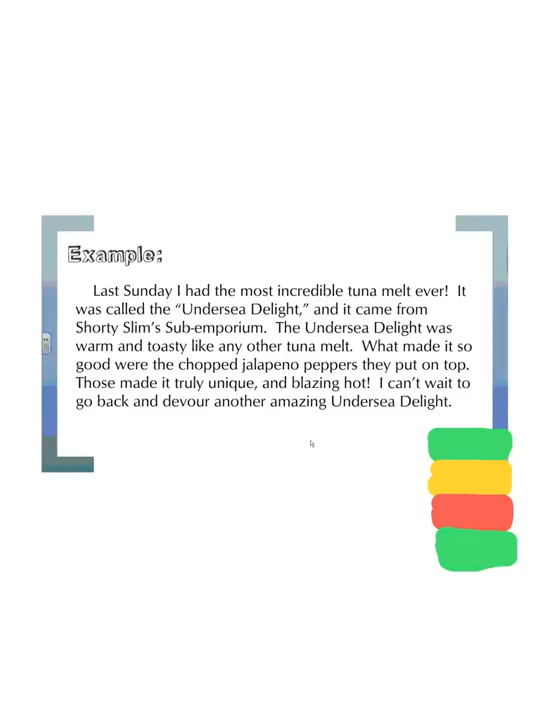 Example:
Last Sunday I had the most incredible tuna melt ever!  It
was called the “Undersea Delight,” and it came from
Shorty Slim’s Sub-emporium.  The Undersea Delight was
warm and toasty like any other tuna melt.  What made it so
good were the chopped jalapeno peppers they put on top.
Those made it truly unique, and blazing hot!  I can’t wait to
go back and devour another amazing Undersea Delight.